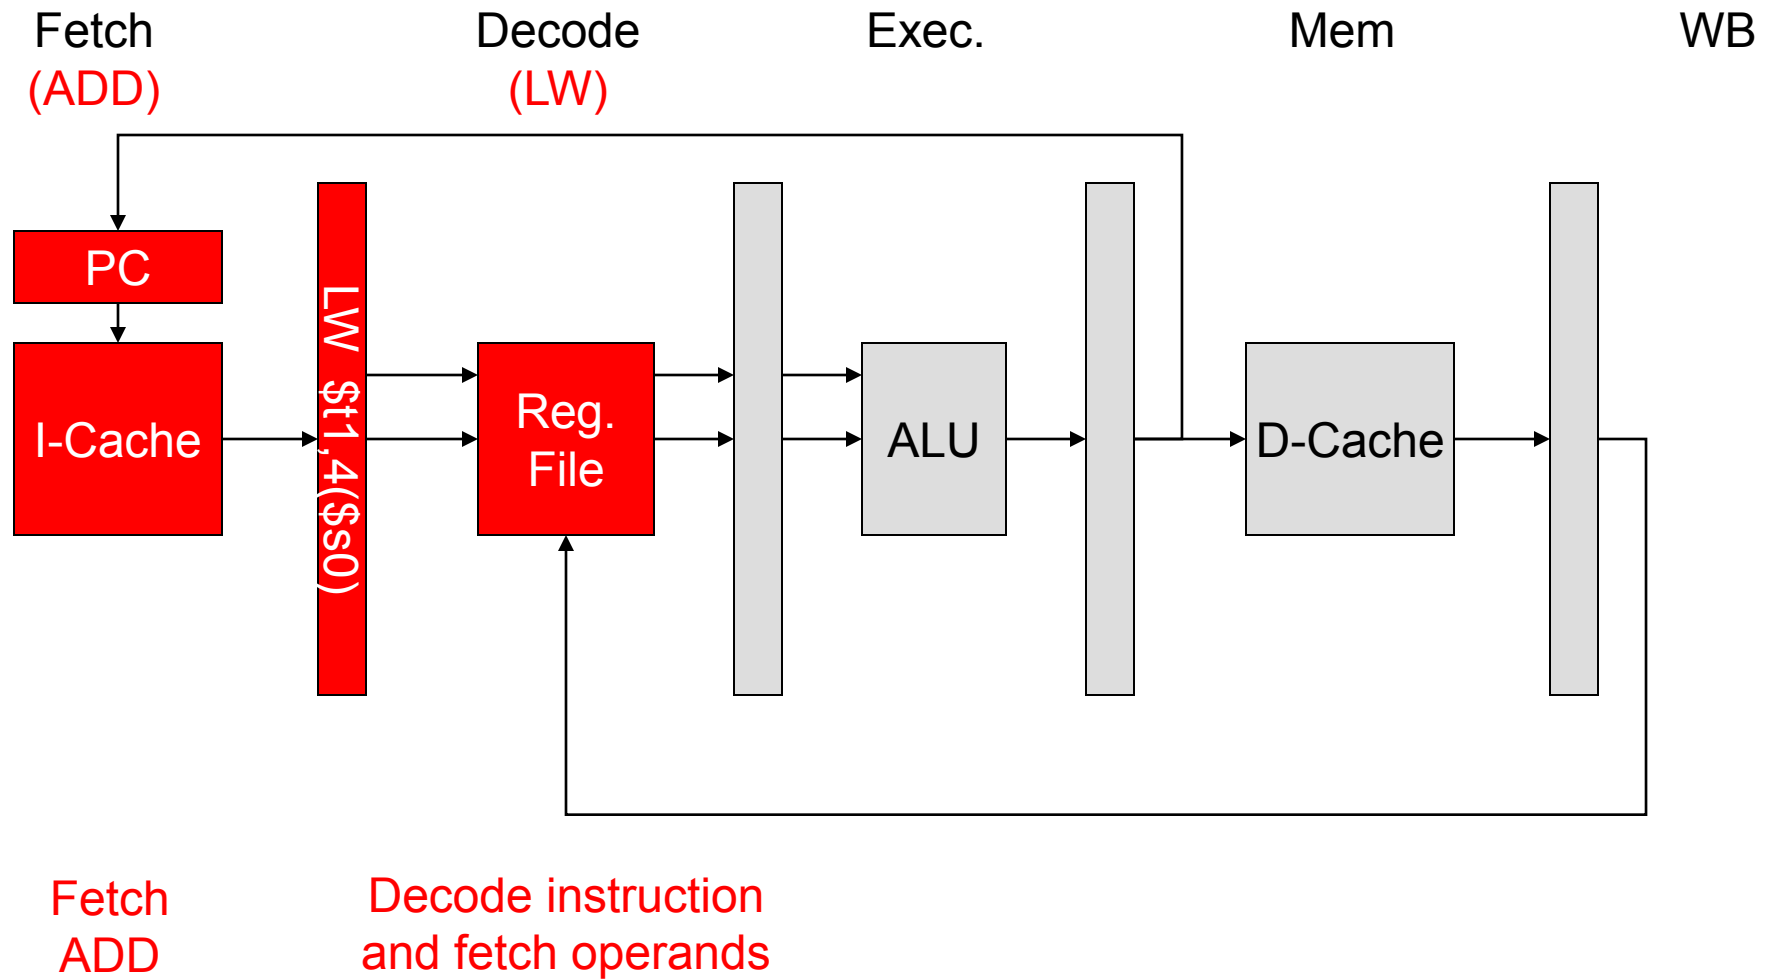 Fetch
(ADD)
Decode
(LW)
Exec.
Mem
WB
PC
I-Cache
LW $t1,4($s0)
Reg.
File
ALU
D-Cache
Fetch
ADD
Decode instruction
and fetch operands